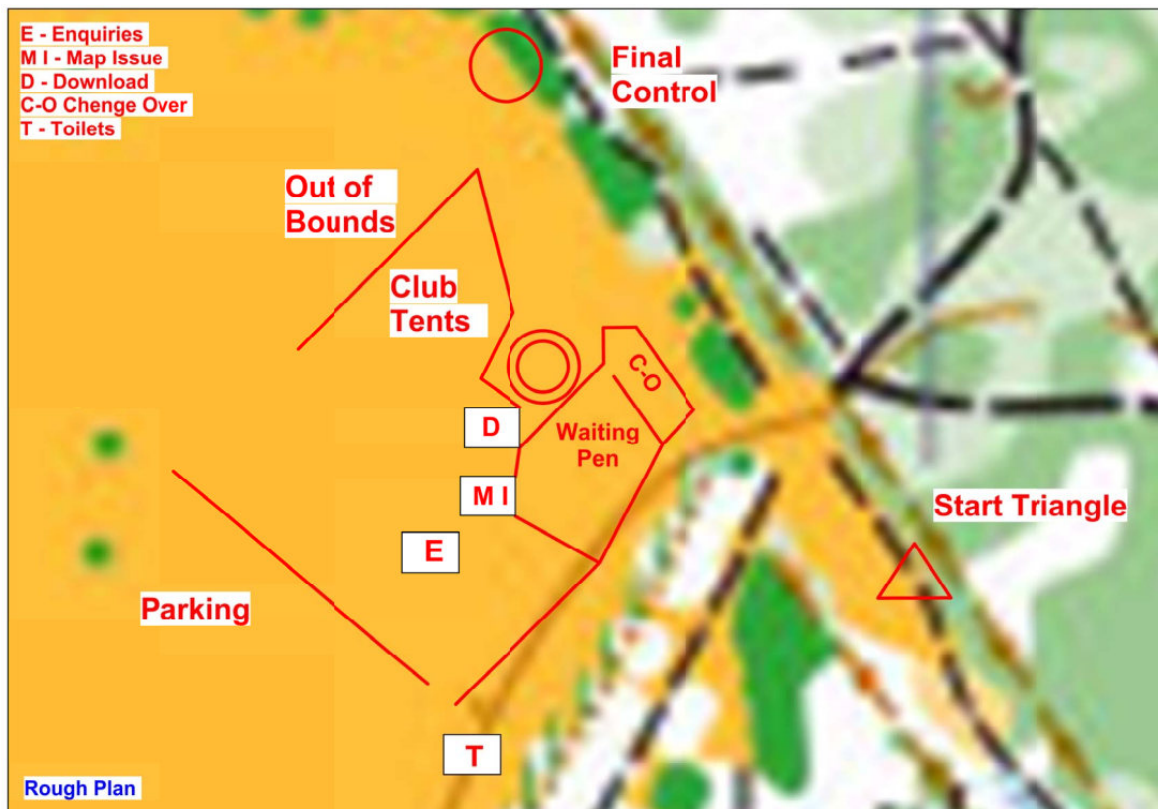 E - Enquiries
M I - Map Issue
D - Download
C-O Chenge Over
T - Toilets
Final
Control
Out of
Bounds
Club
Tents
C-O
D
Waiting
Pen
M I
Start Triangle
E
Parking
T
Rough Plan